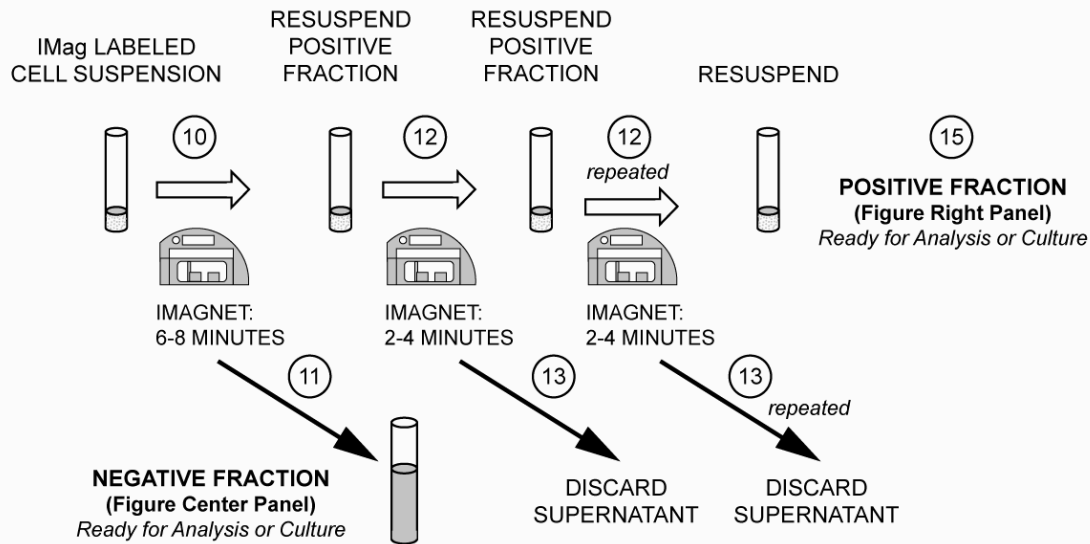 IMag LABELED
CELL SUSPENSION
RESUSPEND
POSITIVE
FRACTION
RESUSPEND
POSITIVE
FRACTION
RESUSPEND
10
12
12
repeated
15
POSITIVE FRACTION
(Figure Right Panel)
Ready for Analysis or Culture
IMAGNET:
6-8 MINUTES
IMAGNET:
2-4 MINUTES
IMAGNET:
2-4 MINUTES
11
13
13
repeated
NEGATIVE FRACTION
(Figure Center Panel)
Ready for Analysis or Culture
DISCARD
SUPERNATANT
DISCARD
SUPERNATANT